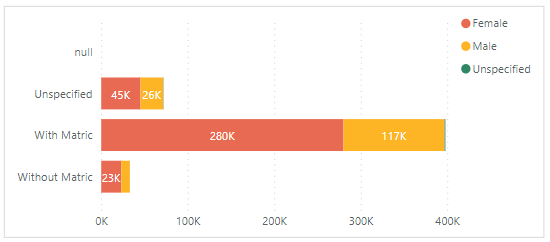 Female
Male
Unspecified
null
Unspecified 45K 26K
With Matric 280K 117K
Without Matric 23K
0K 100K 200K 300K 400K